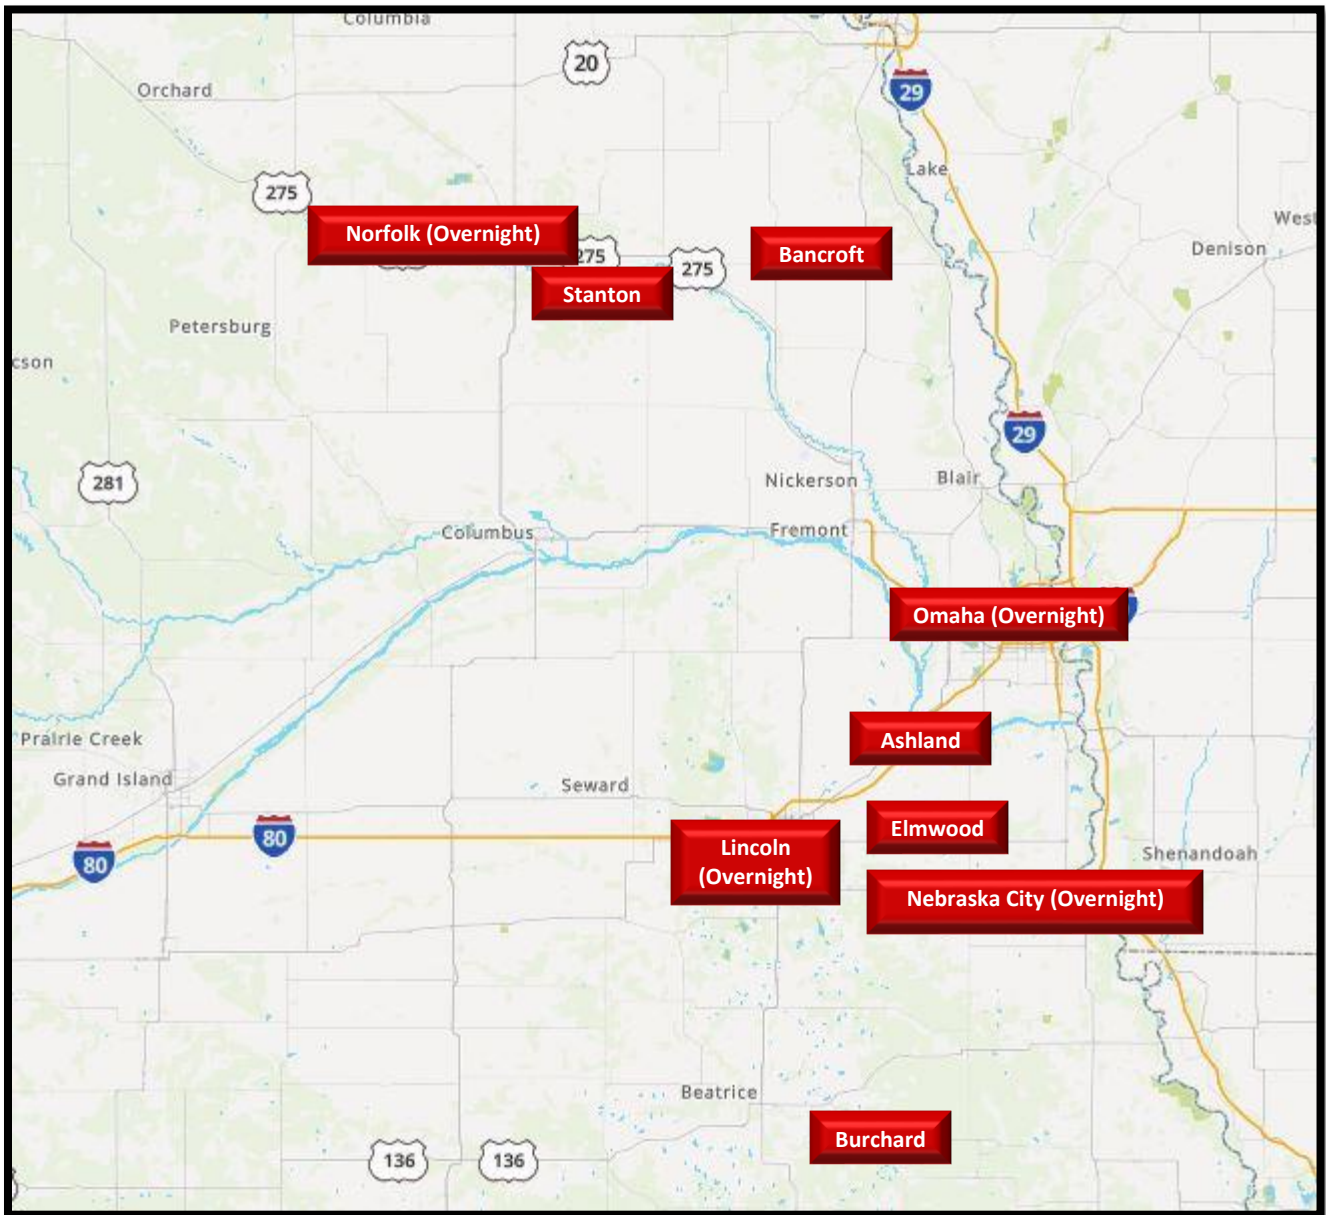 Columbia
20
29
Orchard
Lake
275
Norfolk (Overnight)
West
Bancroft
Denison
275
275
Stanton
Petersburg
cson
29
281
Nickerson
Blair
Columbus
Fremont
Omaha (Overnight)
Prairie Creek
Ashland
Grand Island
Seward
80
80
Elmwood
Lincoln
(Overnight)
Shenandoah
Nebraska City (Overnight)
Beatrice
Burchard
136
136